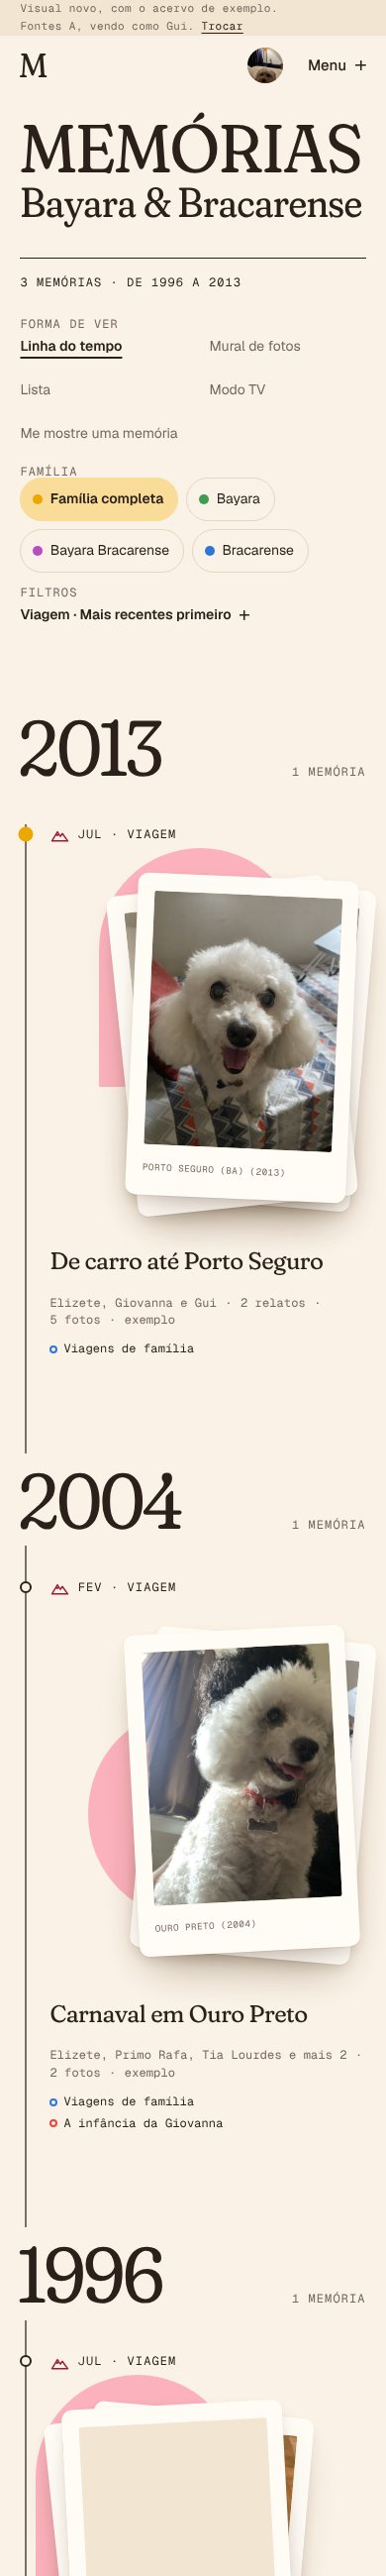 Visual novo, com o acervo de exemplo.
Fontes A, vendo como Gui. Trocar
M
Menu +
MEMÓRIAS
Bayara & Bracarense
3 MEMÓRIAS · DE 1996 A 2013
FORMA DE VER
Linha do tempo
Mural de fotos
Lista
Modo TV
Me mostre uma memória
FAMÍLIA
Família completa
Bayara
Bayara Bracarense
Bracarense
FILTROS
Viagem · Mais recentes primeiro +
2013
1 MEMÓRIA
JUL · VIAGEM
PORTO SEGURO (BA) (2013)
De carro até Porto Seguro
Elizete, Giovanna e Gui · 2 relatos ·
5 fotos · exemplo
Viagens de família
2004
1 MEMÓRIA
FEV · VIAGEM
OURO PRETO (2004)
Carnaval em Ouro Preto
Elizete, Primo Rafa, Tia Lourdes e mais 2 ·
2 fotos · exemplo
Viagens de família
A infância da Giovanna
1996
1 MEMÓRIA
JUL · VIAGEM